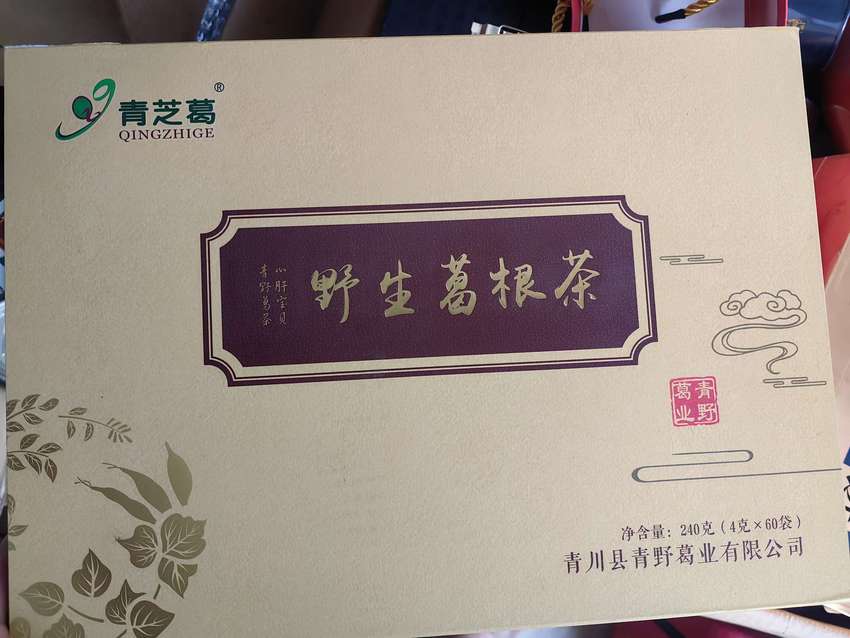 青芝葛®
QINGZHIGE
野生葛根茶
心肝宝贝
青野葛茶
青野
葛业
净含量：240克（4克×60袋）
青川县青野葛业有限公司